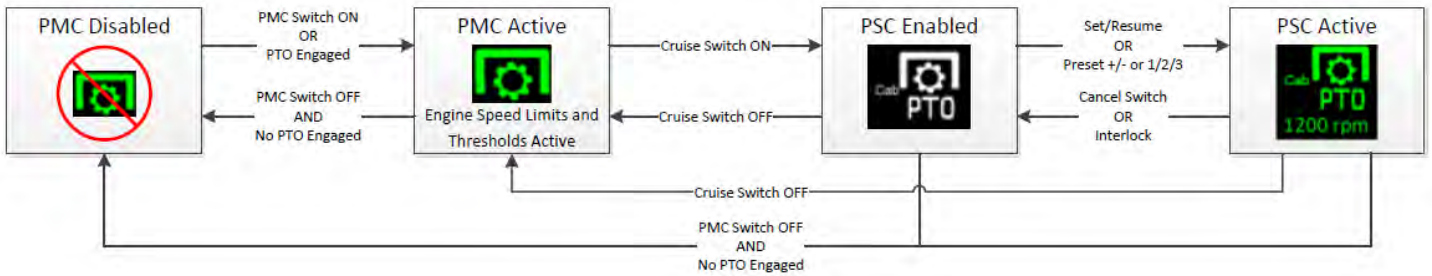 PMC Disabled
PMC Switch ON
OR
PTO Engaged
PMC Switch OFF
AND
No PTO Engaged
PMC Active
Engine Speed Limits and
Thresholds Active
Cruise Switch ON
Cruise Switch OFF
PSC Enabled
Cab
PTO
Set/Resume
OR
Preset +/- or 1/2/3
Cancel Switch
OR
Interlock
PSC Active
Cab
PTO
1200 rpm
Cruise Switch OFF
PMC Switch OFF
AND
No PTO Engaged